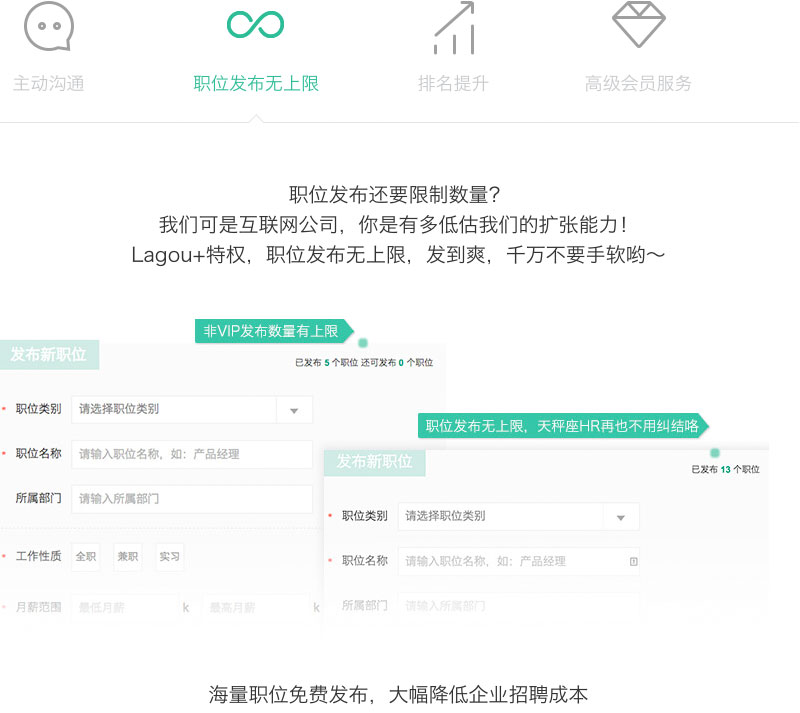 主动沟通
职位发布无上限
排名提升
高级会员服务
职位发布还要限制数量？
我们可是互联网公司，你是有多低估我们的扩张能力！
Lagou+特权，职位发布无上限，发到爽，千万不要手软哟～
非VIP发布数量有上限
发布新职位
已发布 5 个职位 还可发布 0 个职位
* 职位类别 请选择职位类别
* 职位名称 请输入职位名称，如：产品经理
所属部门 请输入所属部门
* 工作性质 全职 兼职 实习
* 月薪范围 最低月薪 k 最高月薪 k
职位发布无上限，天秤座HR再也不用纠结咯
发布新职位
已发布 13 个职位
* 职位类别 请选择职位类别
* 职位名称 请输入职位名称，如：产品经理
所属部门 请输入所属部门
海量职位免费发布，大幅降低企业招聘成本